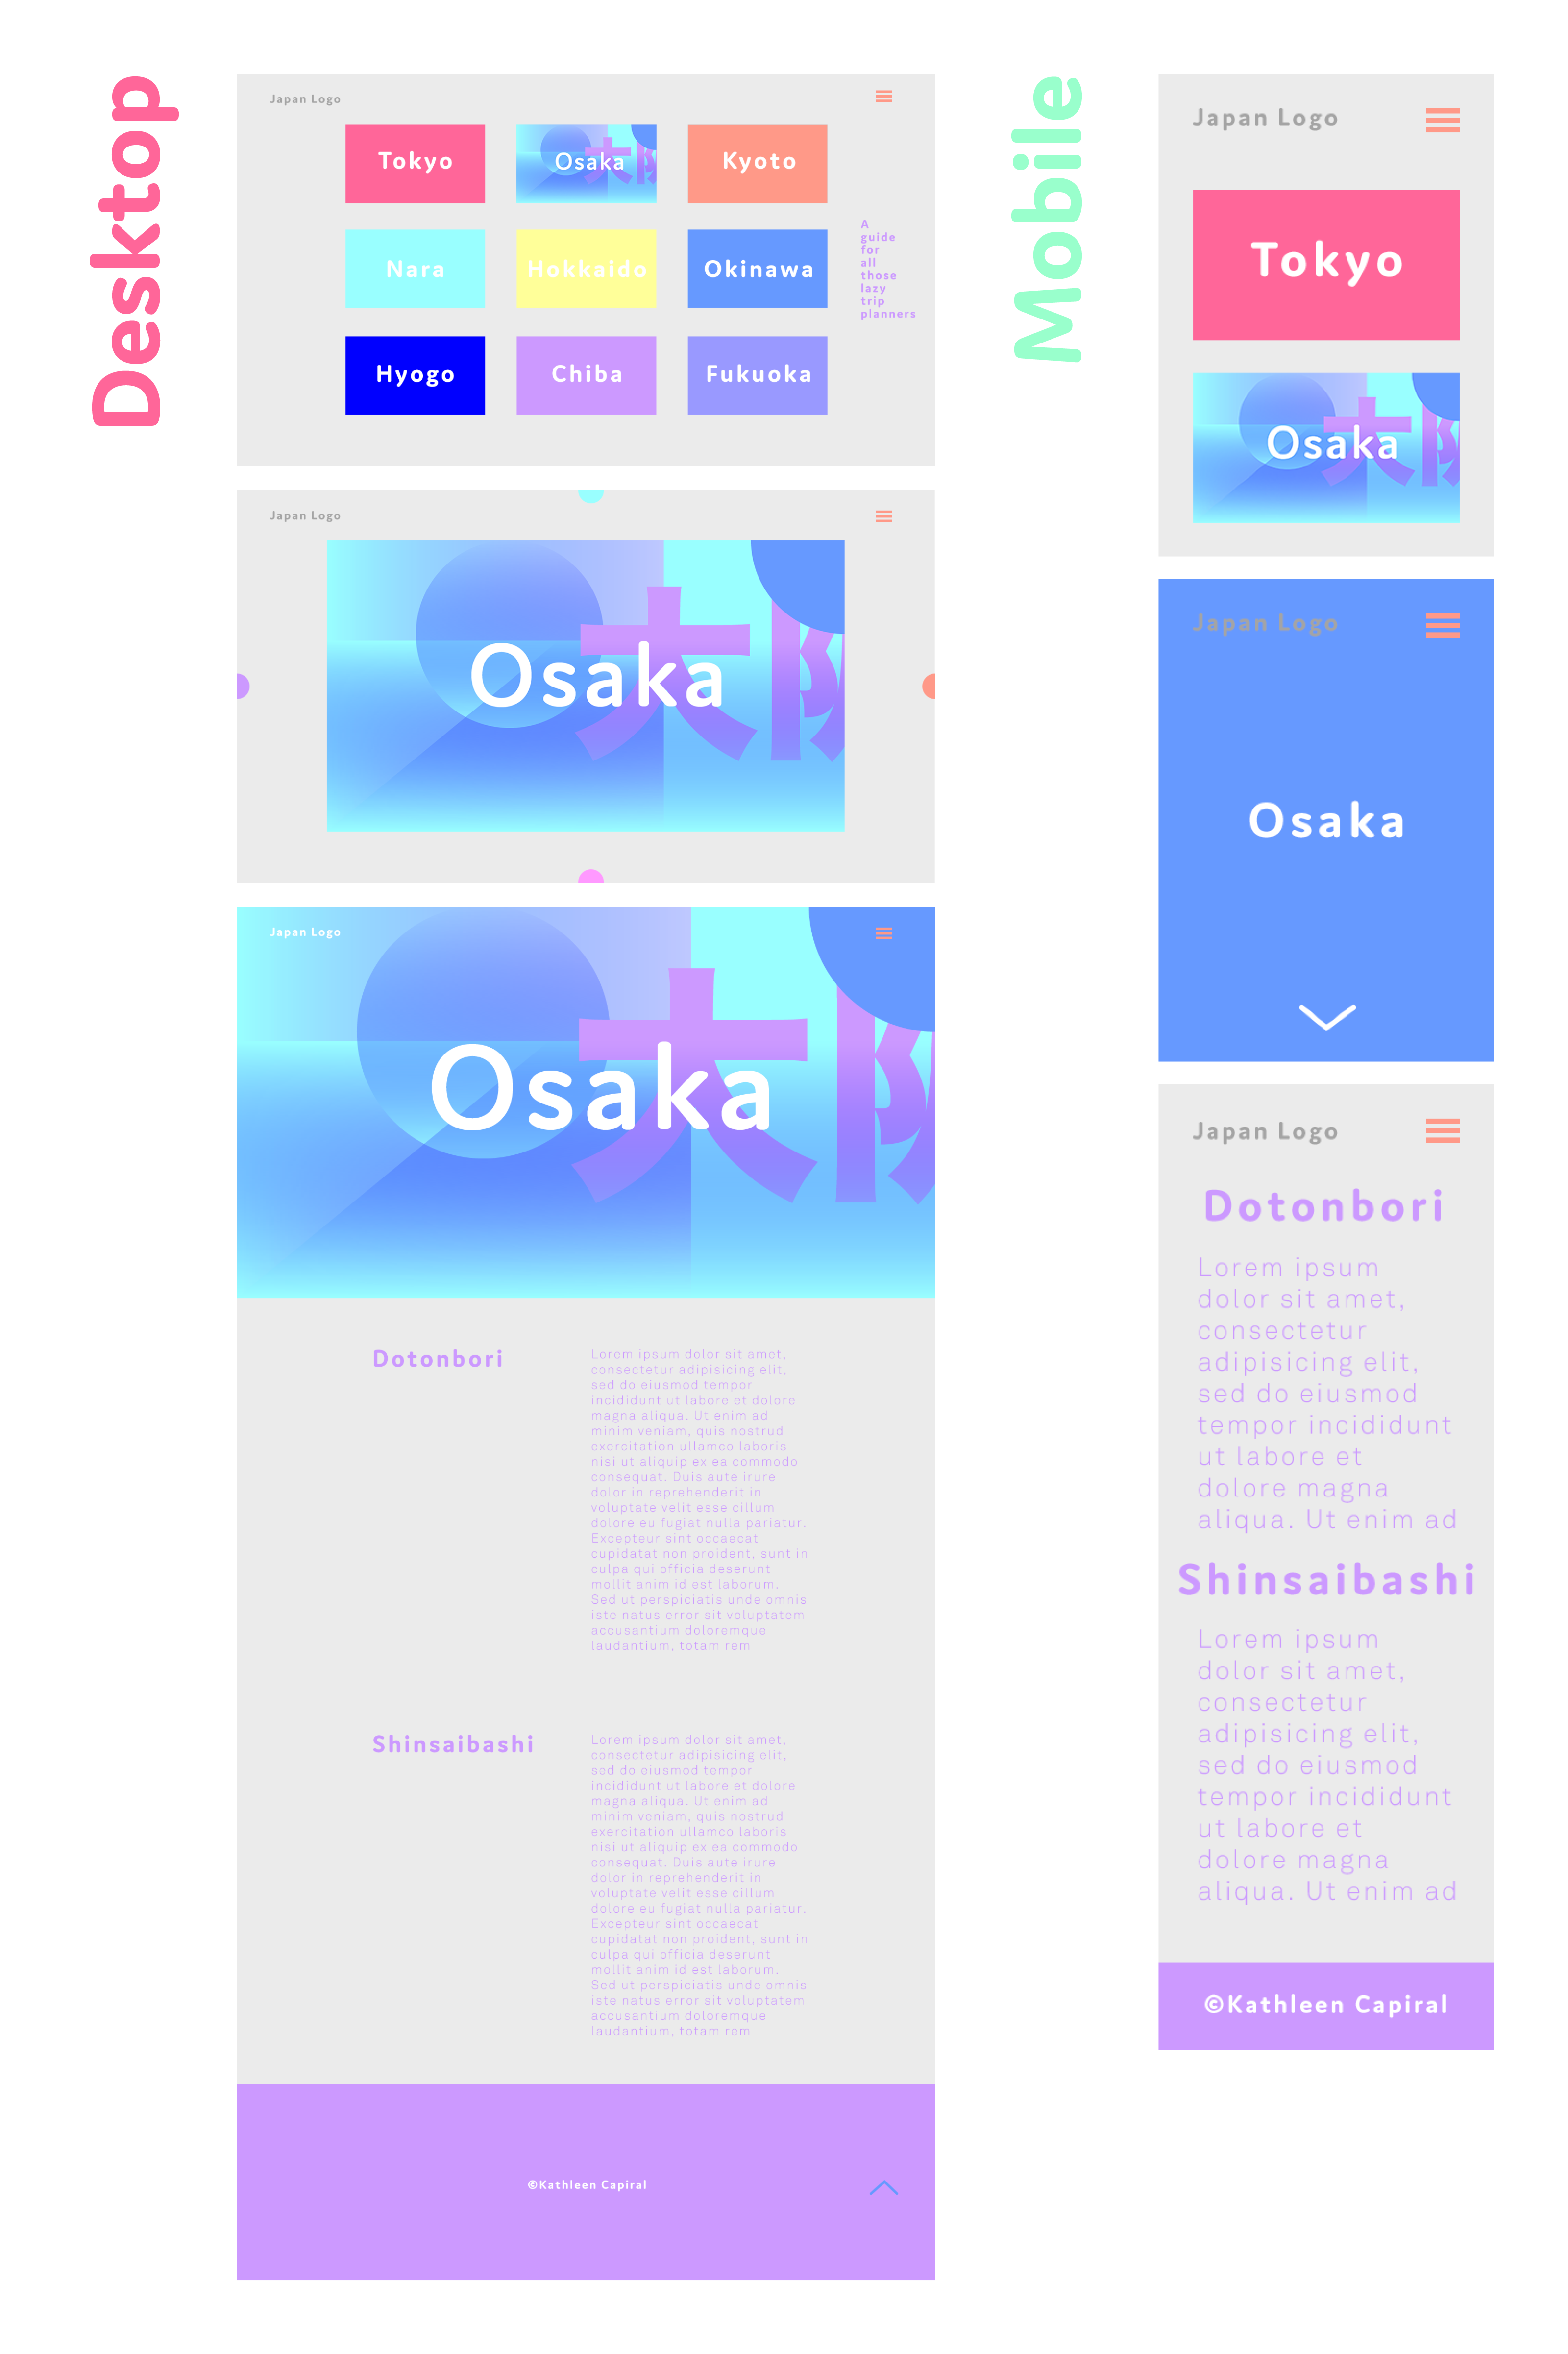 Desktop
Japan Logo
Tokyo
Osaka
大阪
Kyoto
Nara
Hokkaido
Okinawa
Hyogo
Chiba
Fukuoka
A
guide
for
all
those
lazy
trip
planners
Japan Logo
Osaka
大阪
Japan Logo
Osaka
大阪
Dotonbori
Lorem ipsum dolor sit amet,
consectetur adipisicing elit,
sed do eiusmod tempor
incididunt ut labore et dolore
magna aliqua. Ut enim ad
minim veniam, quis nostrud
exercitation ullamco laboris
nisi ut aliquip ex ea commodo
consequat. Duis aute irure
dolor in reprehenderit in
voluptate velit esse cillum
dolore eu fugiat nulla pariatur.
Excepteur sint occaecat
cupidatat non proident, sunt in
culpa qui officia deserunt
mollit anim id est laborum.
Sed ut perspiciatis unde omnis
iste natus error sit voluptatem
accusantium doloremque
laudantium, totam rem
Shinsaibashi
Lorem ipsum dolor sit amet,
consectetur adipisicing elit,
sed do eiusmod tempor
incididunt ut labore et dolore
magna aliqua. Ut enim ad
minim veniam, quis nostrud
exercitation ullamco laboris
nisi ut aliquip ex ea commodo
consequat. Duis aute irure
dolor in reprehenderit in
voluptate velit esse cillum
dolore eu fugiat nulla pariatur.
Excepteur sint occaecat
cupidatat non proident, sunt in
culpa qui officia deserunt
mollit anim id est laborum.
Sed ut perspiciatis unde omnis
iste natus error sit voluptatem
accusantium doloremque
laudantium, totam rem
©Kathleen Capiral
Mobile
Japan Logo
Tokyo
Osaka
大阪
Japan Logo
Osaka
Japan Logo
Dotonbori
Lorem ipsum
dolor sit amet,
consectetur
adipisicing elit,
sed do eiusmod
tempor incididunt
ut labore et
dolore magna
aliqua. Ut enim ad
Shinsaibashi
Lorem ipsum
dolor sit amet,
consectetur
adipisicing elit,
sed do eiusmod
tempor incididunt
ut labore et
dolore magna
aliqua. Ut enim ad
©Kathleen Capiral